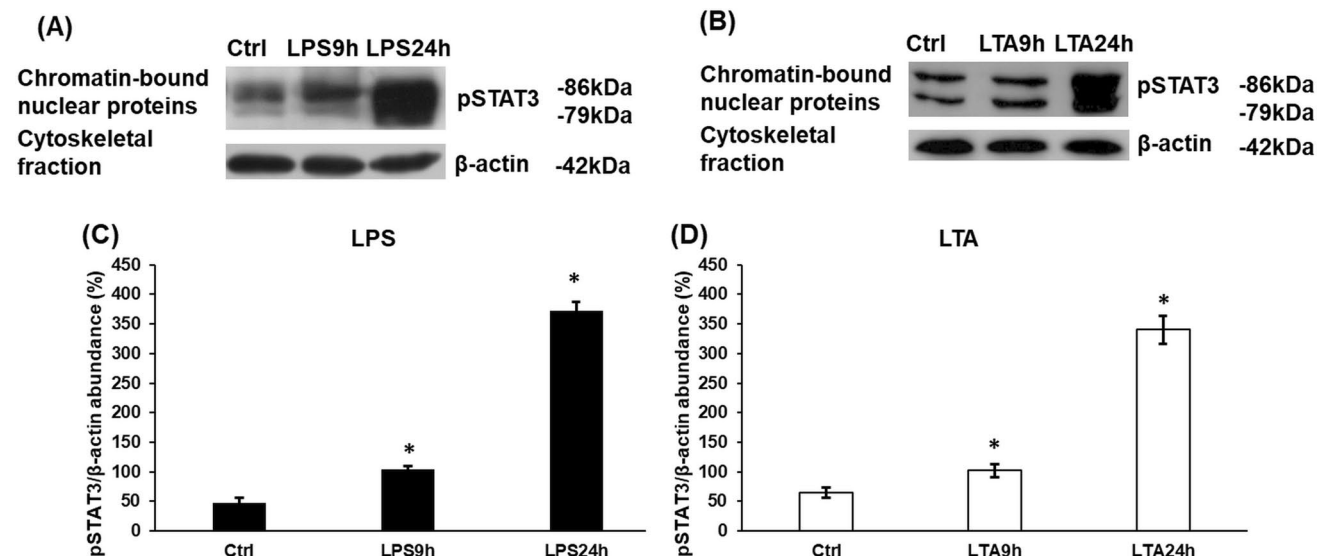 (A)
Ctrl LPS9h LPS24h
Chromatin-bound
nuclear proteins
pSTAT3
-86kDa
-79kDa
Cytoskeletal
fraction
β-actin
-42kDa
(B)
Ctrl LTA9h LTA24h
Chromatin-bound
nuclear proteins
pSTAT3
-86kDa
-79kDa
Cytoskeletal
fraction
β-actin
-42kDa
(C)
LPS
pSTAT3/β-actin abundance (%)
450
400
350
300
250
200
150
100
50
0
*
*
Ctrl LPS9h LPS24h
(D)
LTA
pSTAT3/β-actin abundance (%)
450
400
350
300
250
200
150
100
50
0
*
*
Ctrl LTA9h LTA24h